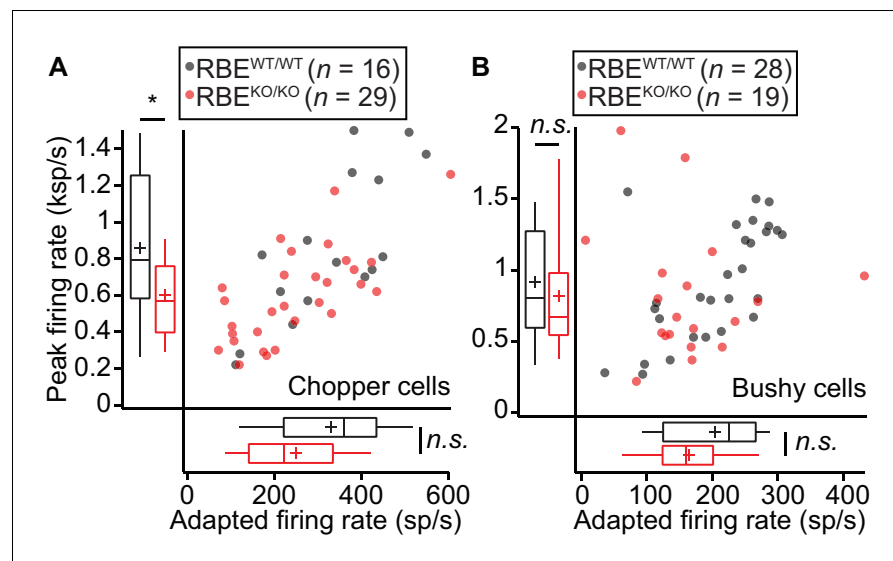 A
RBE^WT/WT (n = 16)
RBE^KO/KO (n = 29)
B
RBE^WT/WT (n = 28)
RBE^KO/KO (n = 19)
*
n.s.
Peak firing rate (ksp/s)
1.4
1.2
1
0.8
0.6
0.4
0.2
0
2
1.5
1
0.5
0
Chopper cells
Bushy cells
n.s.
n.s.
0 200 400 600
0 100 200 300 400
Adapted firing rate (sp/s)
Adapted firing rate (sp/s)